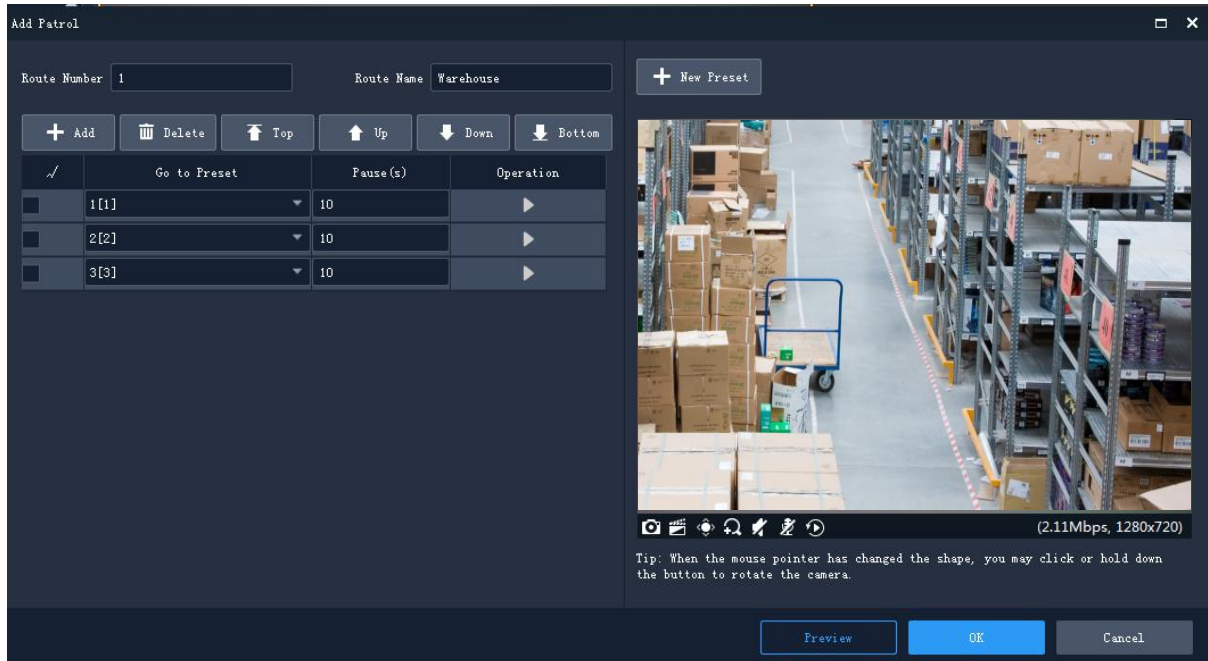 Add Patrol
Route Number 1 Route Name Warehouse
New Preset
Add Delete Top Up Down Bottom
Go to Preset Pause(s) Operation
1[1] 10
2[2] 10
3[3] 10
(2.11Mbps, 1280x720)
Tip: When the mouse pointer has changed the shape, you may click or hold down
the button to rotate the camera.
Preview OK Cancel